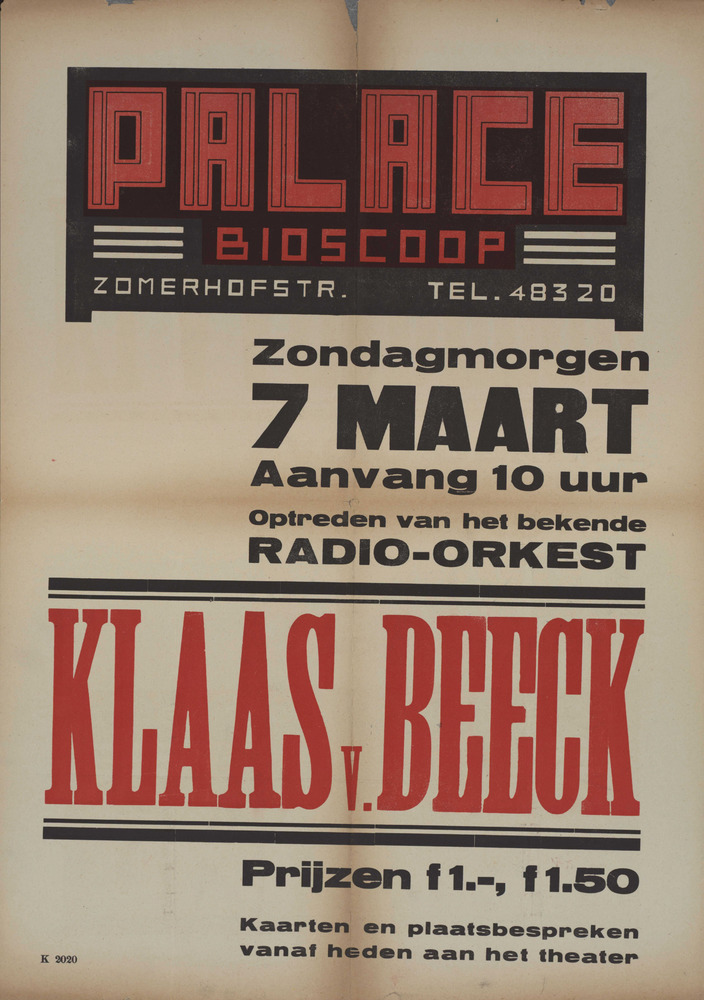 PALACE
BIOSCOOP
ZOMERHOFSTR. TEL. 48320
Zondagmorgen
7 MAART
Aanvang 10 uur
Optreden van het bekende
RADIO-ORKEST
KLAAS v. BEECK
Prijzen f 1.-, f 1.50
Kaarten en plaatsbespreken
vanaf heden aan het theater
K 2020